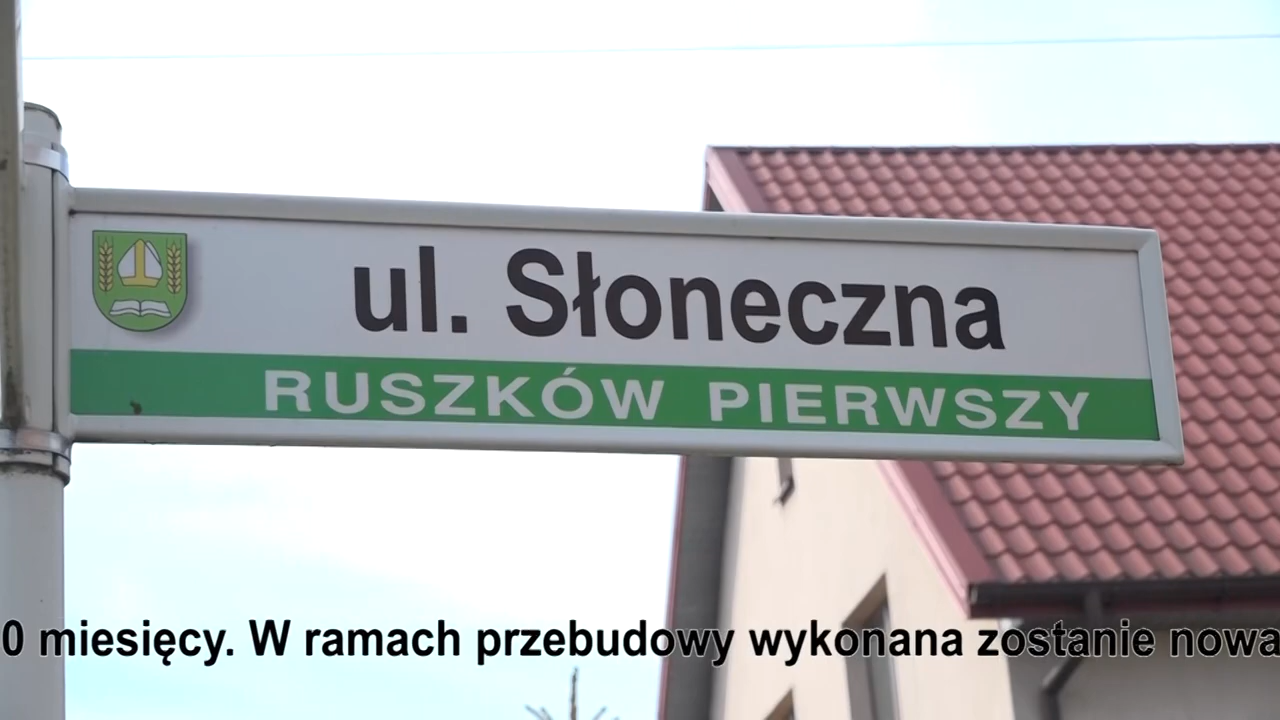 ul. Słoneczna
RUSZKÓW PIERWSZY
0 miesięcy. W ramach przebudowy wykonana zostanie nowa